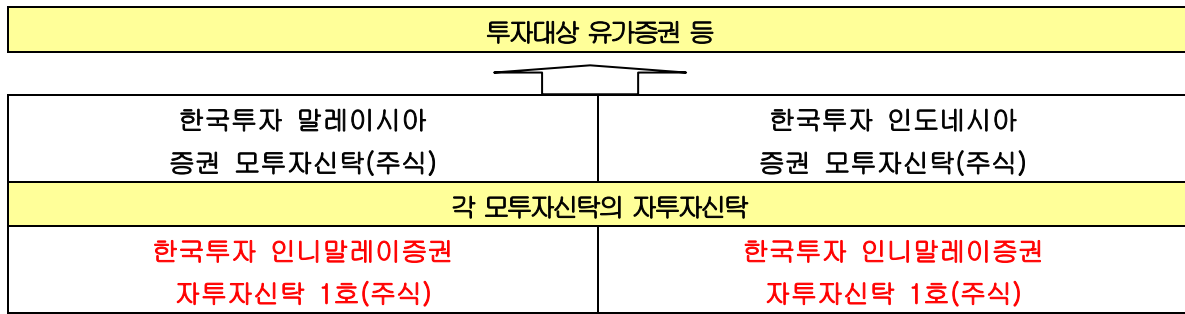 투자대상 유가증권 등
한국투자 말레이시아
증권 모투자신탁(주식)
한국투자 인도네시아
증권 모투자신탁(주식)
각 모투자신탁의 자투자신탁
한국투자 인니말레이증권
자투자신탁 1호(주식)
한국투자 인니말레이증권
자투자신탁 1호(주식)